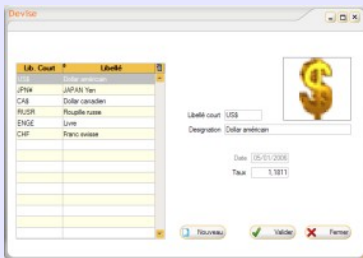 Devise
Lib. Court Libellé
US$ Dollar américain
JPN¥ JAPAN Yen
CA$ Dollar canadien
RUSR Roupille russe
ENGE Livre
CHF Franc suisse
Libellé court US$
Designation Dollar américain
Date 05/01/2006
Taux 1,1811
Nouveau Valider Fermer